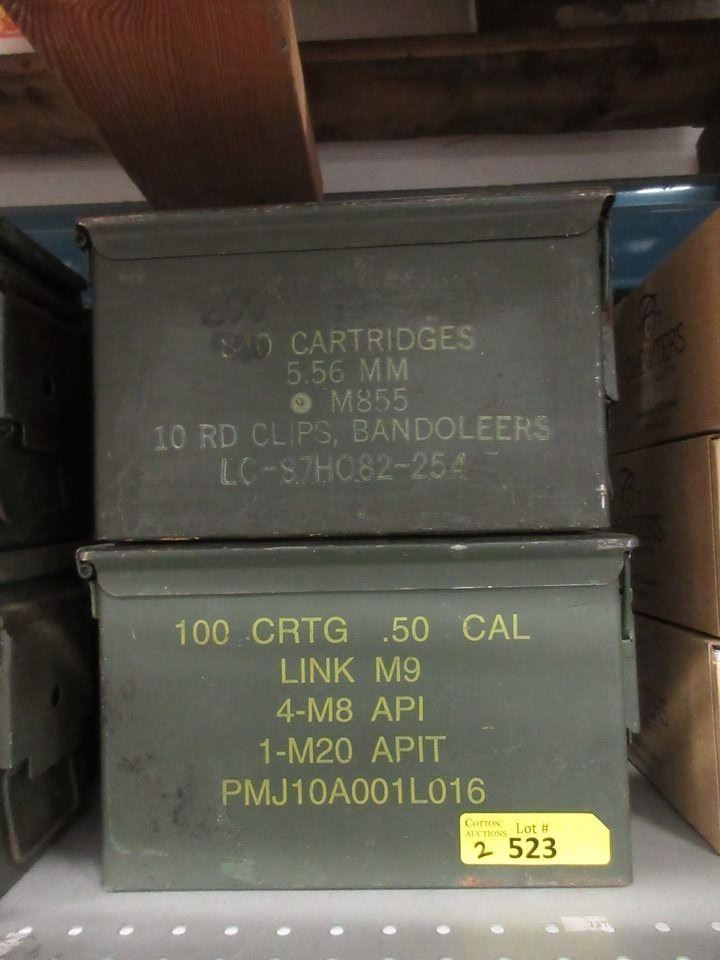 200
840 CARTRIDGES
5.56 MM
M855
10 RD CLIPS, BANDOLEERS
LC-87H082-254
100 CRTG .50 CAL
LINK M9
4-M8 API
1-M20 APIT
PMJ10A001L016
COTTON AUCTIONS Lot #
2 523